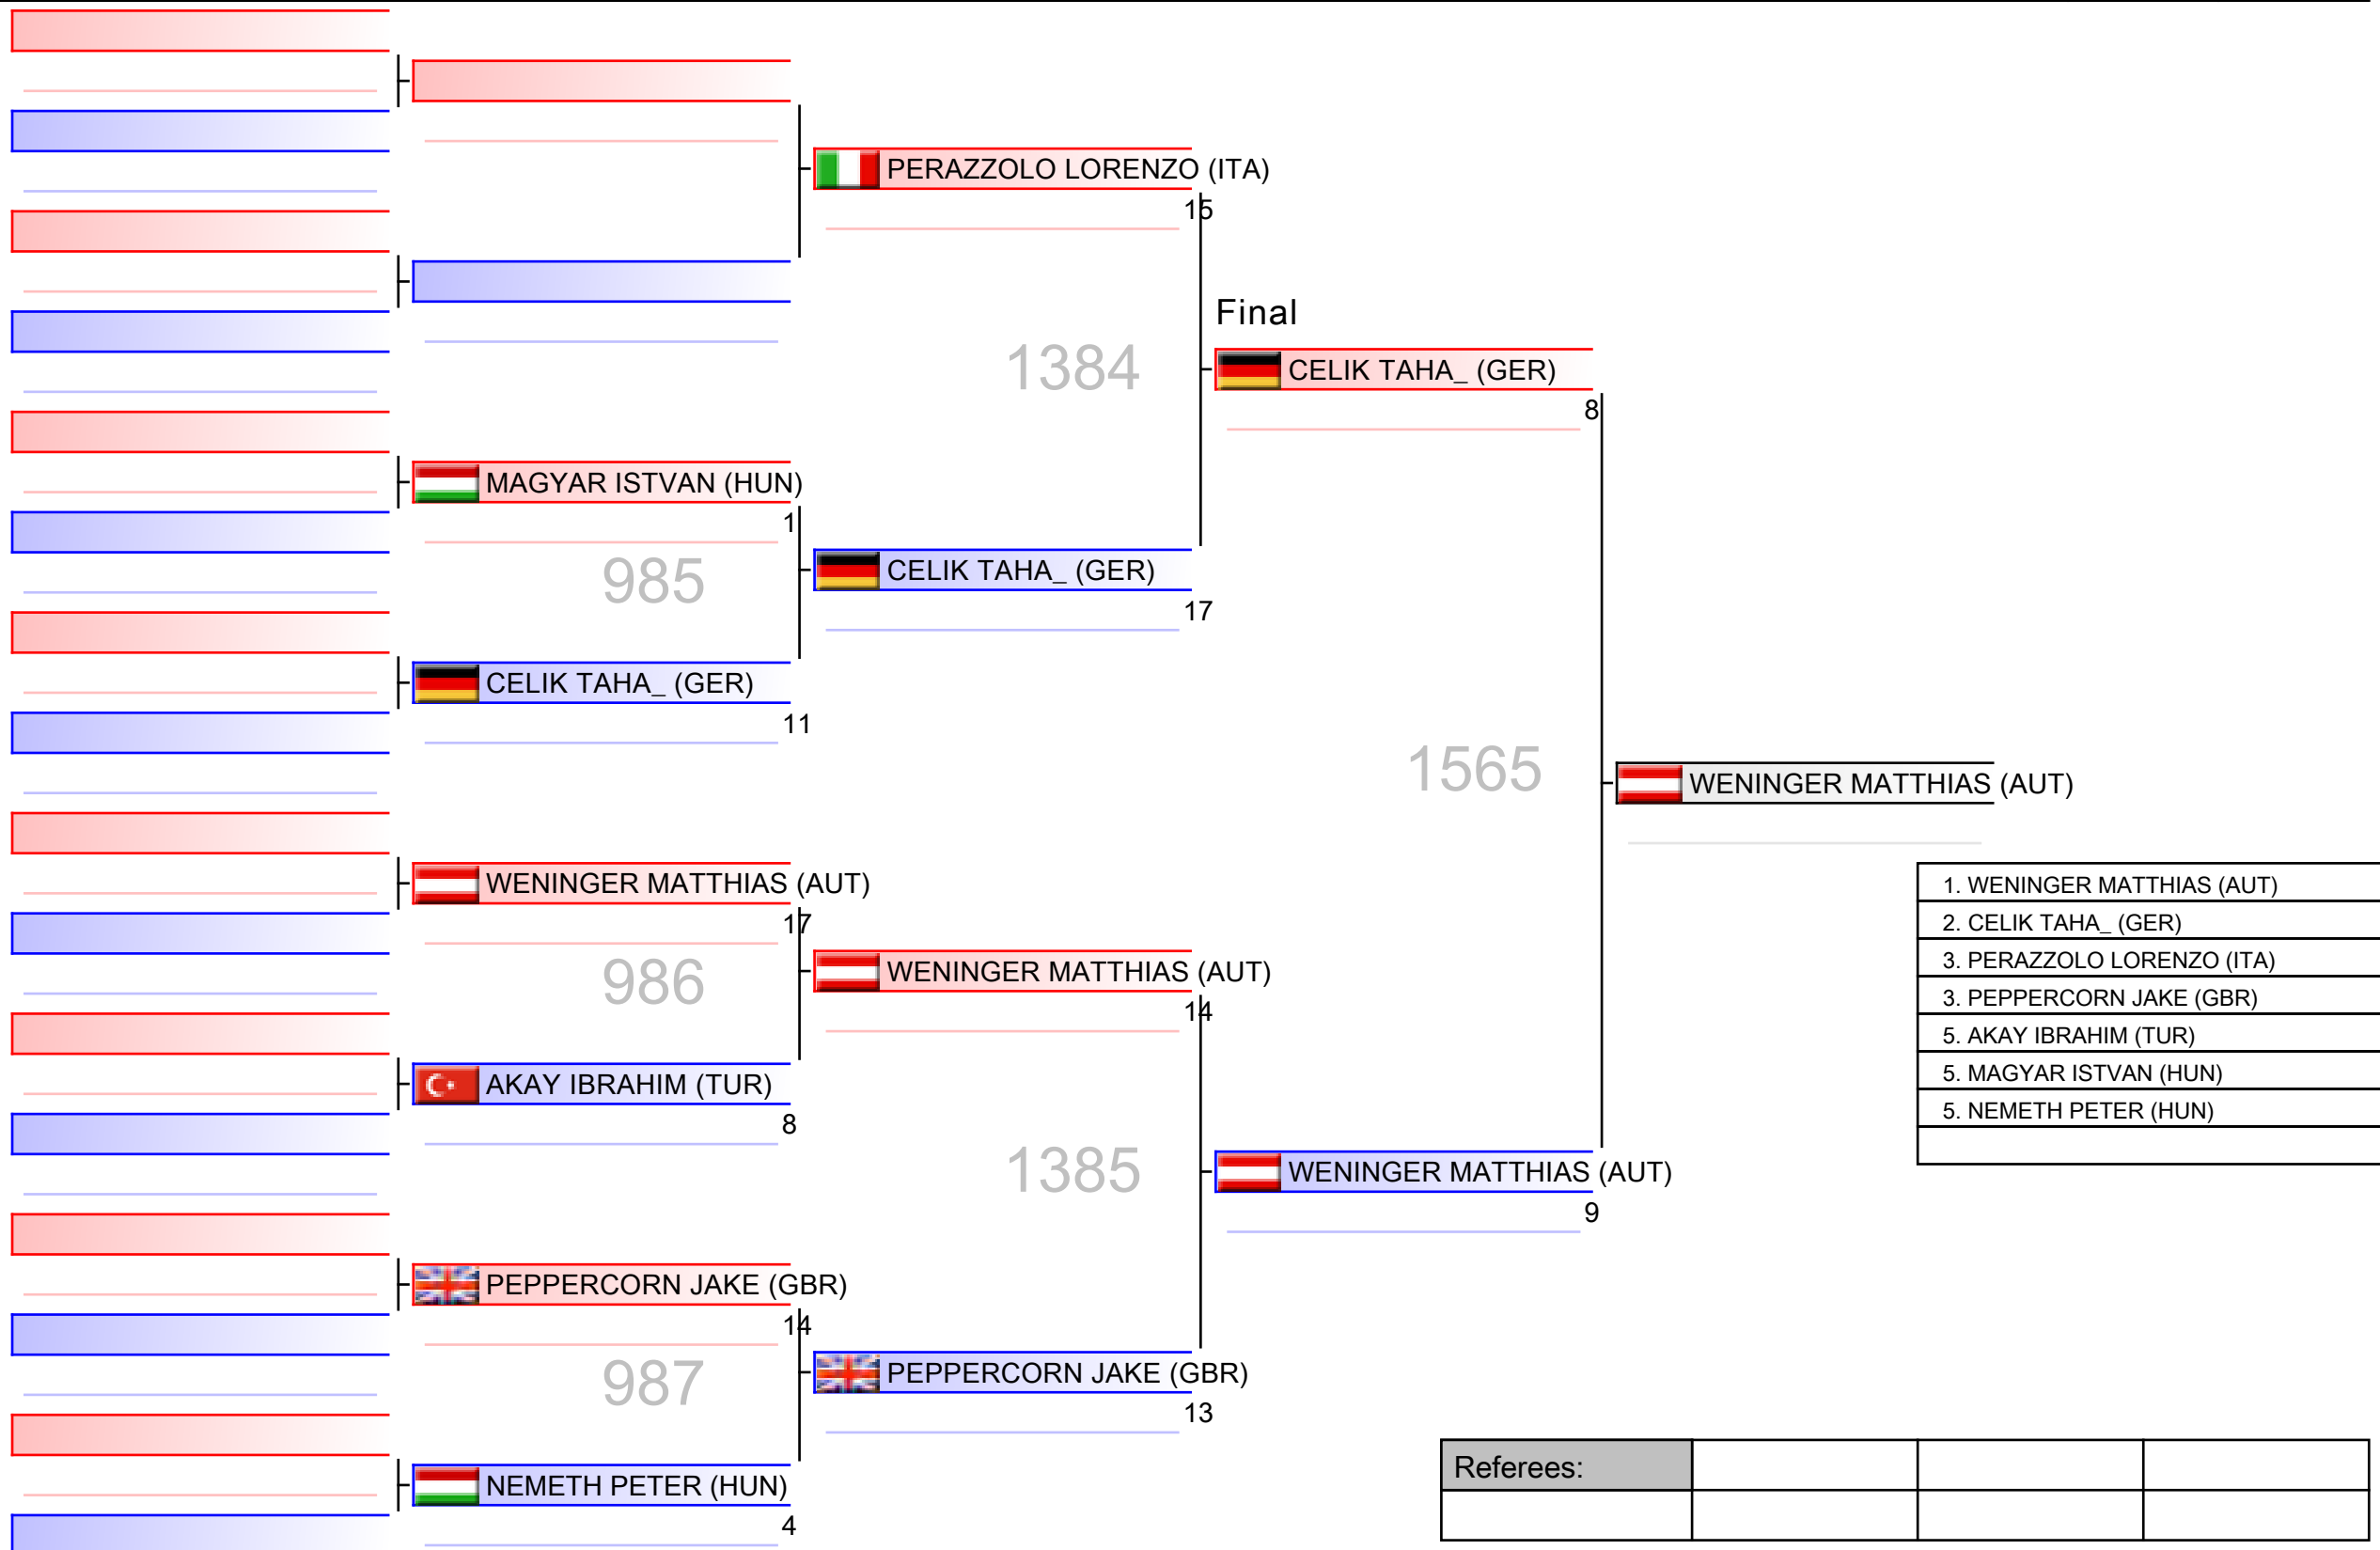 PERAZZOLO LORENZO (ITA)
15
Final
1384
CELIK TAHA_ (GER)
8
MAGYAR ISTVAN (HUN)
1
985
CELIK TAHA_ (GER)
17
CELIK TAHA_ (GER)
11
1565
WENINGER MATTHIAS (AUT)
WENINGER MATTHIAS (AUT)
17
986
WENINGER MATTHIAS (AUT)
14
AKAY IBRAHIM (TUR)
8
1385
WENINGER MATTHIAS (AUT)
9
PEPPERCORN JAKE (GBR)
14
987
PEPPERCORN JAKE (GBR)
13
NEMETH PETER (HUN)
4
1. WENINGER MATTHIAS (AUT)
2. CELIK TAHA_ (GER)
3. PERAZZOLO LORENZO (ITA)
3. PEPPERCORN JAKE (GBR)
5. AKAY IBRAHIM (TUR)
5. MAGYAR ISTVAN (HUN)
5. NEMETH PETER (HUN)
Referees: